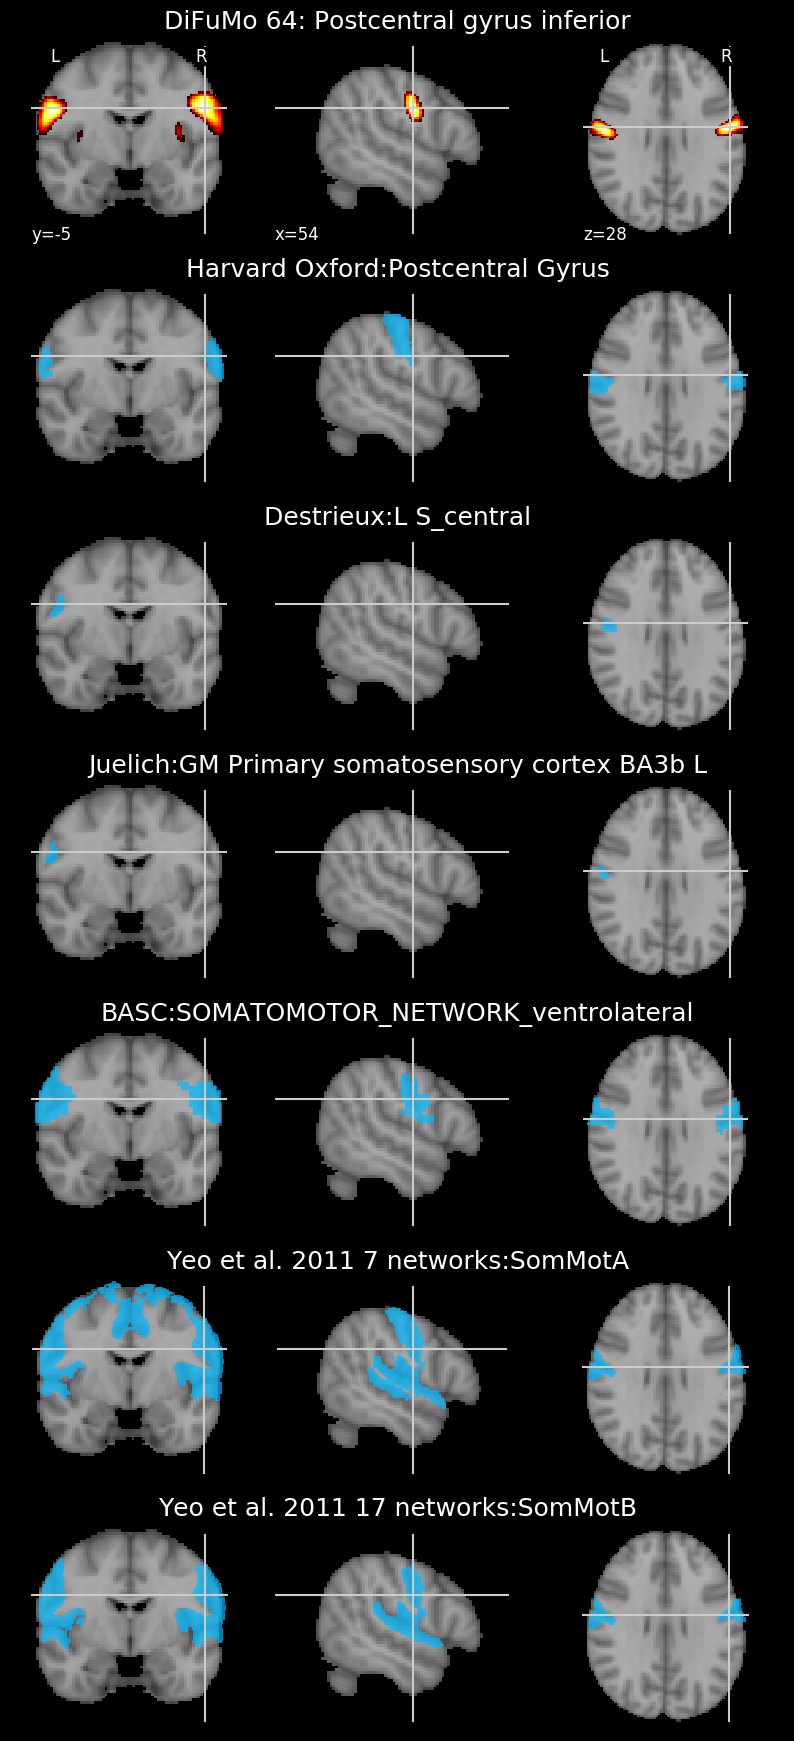 DiFuMo 64: Postcentral gyrus inferior
L R L R
y=-5 x=54 z=28
Harvard Oxford:Postcentral Gyrus
Destrieux:L S_central
Juelich:GM Primary somatosensory cortex BA3b L
BASC:SOMATOMOTOR_NETWORK_ventrolateral
Yeo et al. 2011 7 networks:SomMotA
Yeo et al. 2011 17 networks:SomMotB